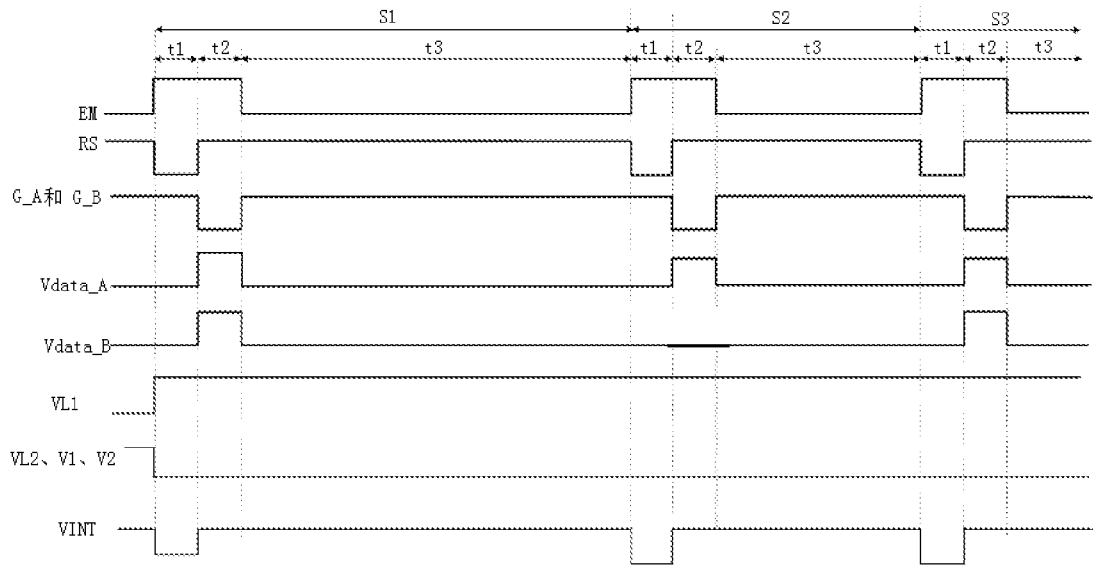 S1 S2 S3
t1 t2 t3 t1 t2 t3 t1 t2 t3
EM
RS
G_A和 G_B
Vdata_A
Vdata_B
VL1
VL2、V1、V2
VINT